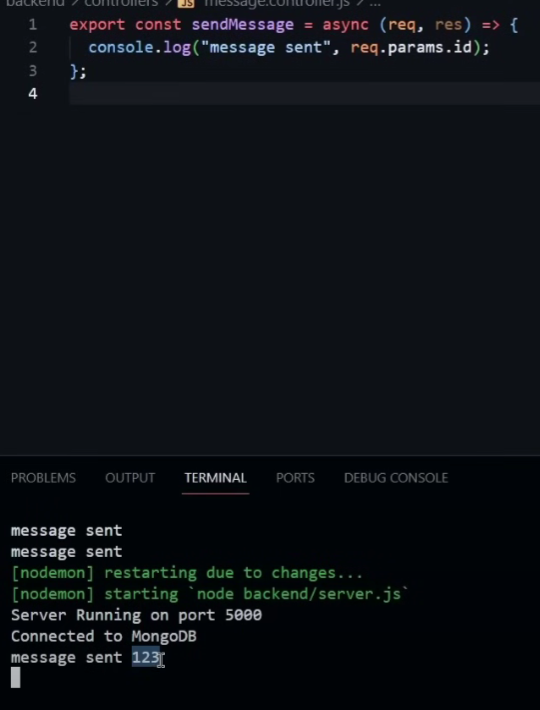 backend > controllers > JS message.controller.js > ...
1 export const sendMessage = async (req, res) => {
2 console.log("message sent", req.params.id);
3 };
4
PROBLEMS OUTPUT TERMINAL PORTS DEBUG CONSOLE
message sent
message sent
[nodemon] restarting due to changes...
[nodemon] starting `node backend/server.js`
Server Running on port 5000
Connected to MongoDB
message sent 123